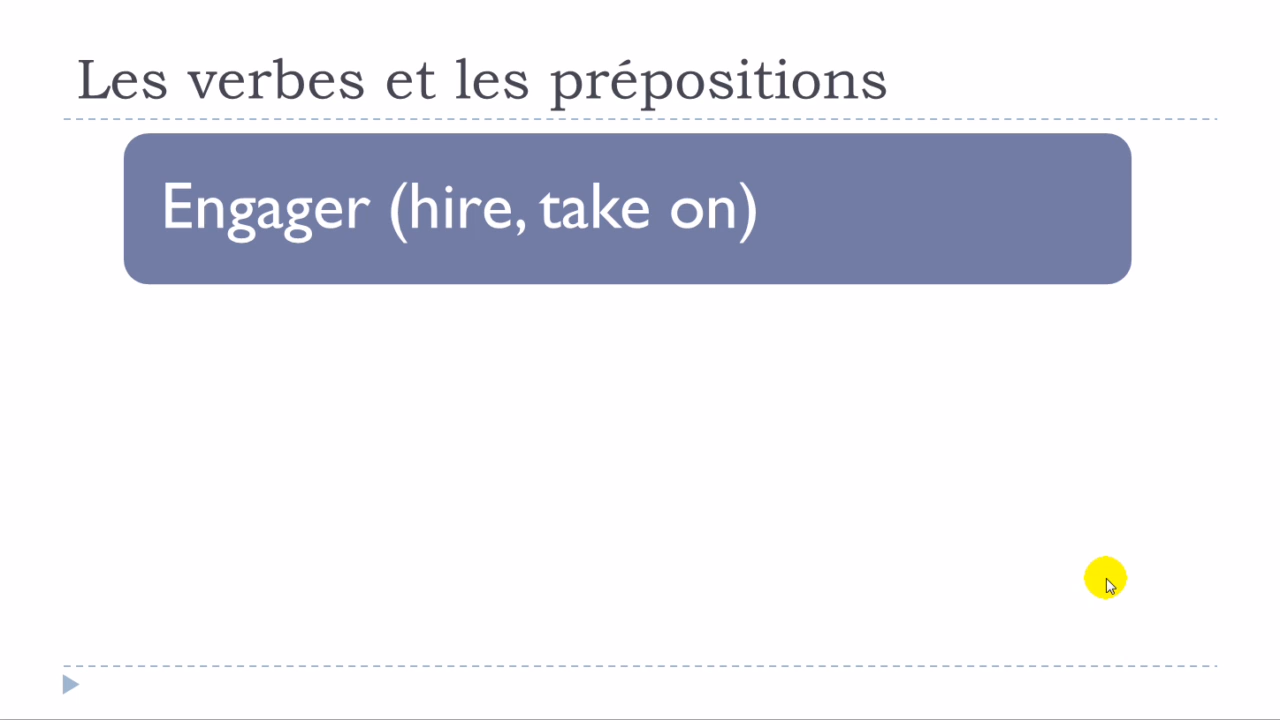 Les verbes et les prépositions
Engager (hire, take on)